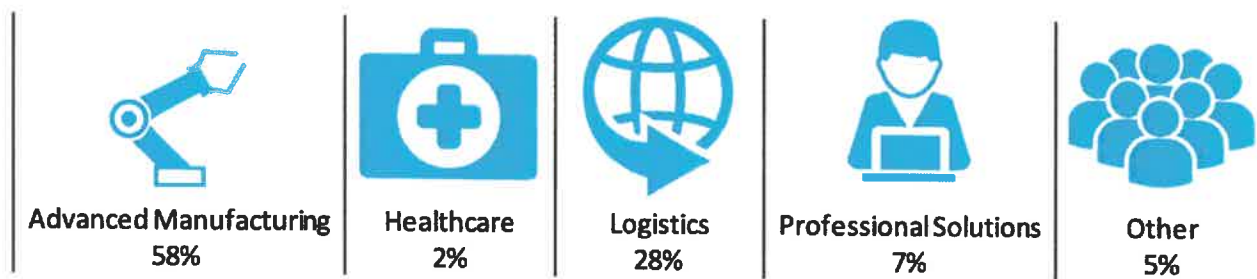 Advanced Manufacturing
58%
Healthcare
2%
Logistics
28%
Professional Solutions
7%
Other
5%